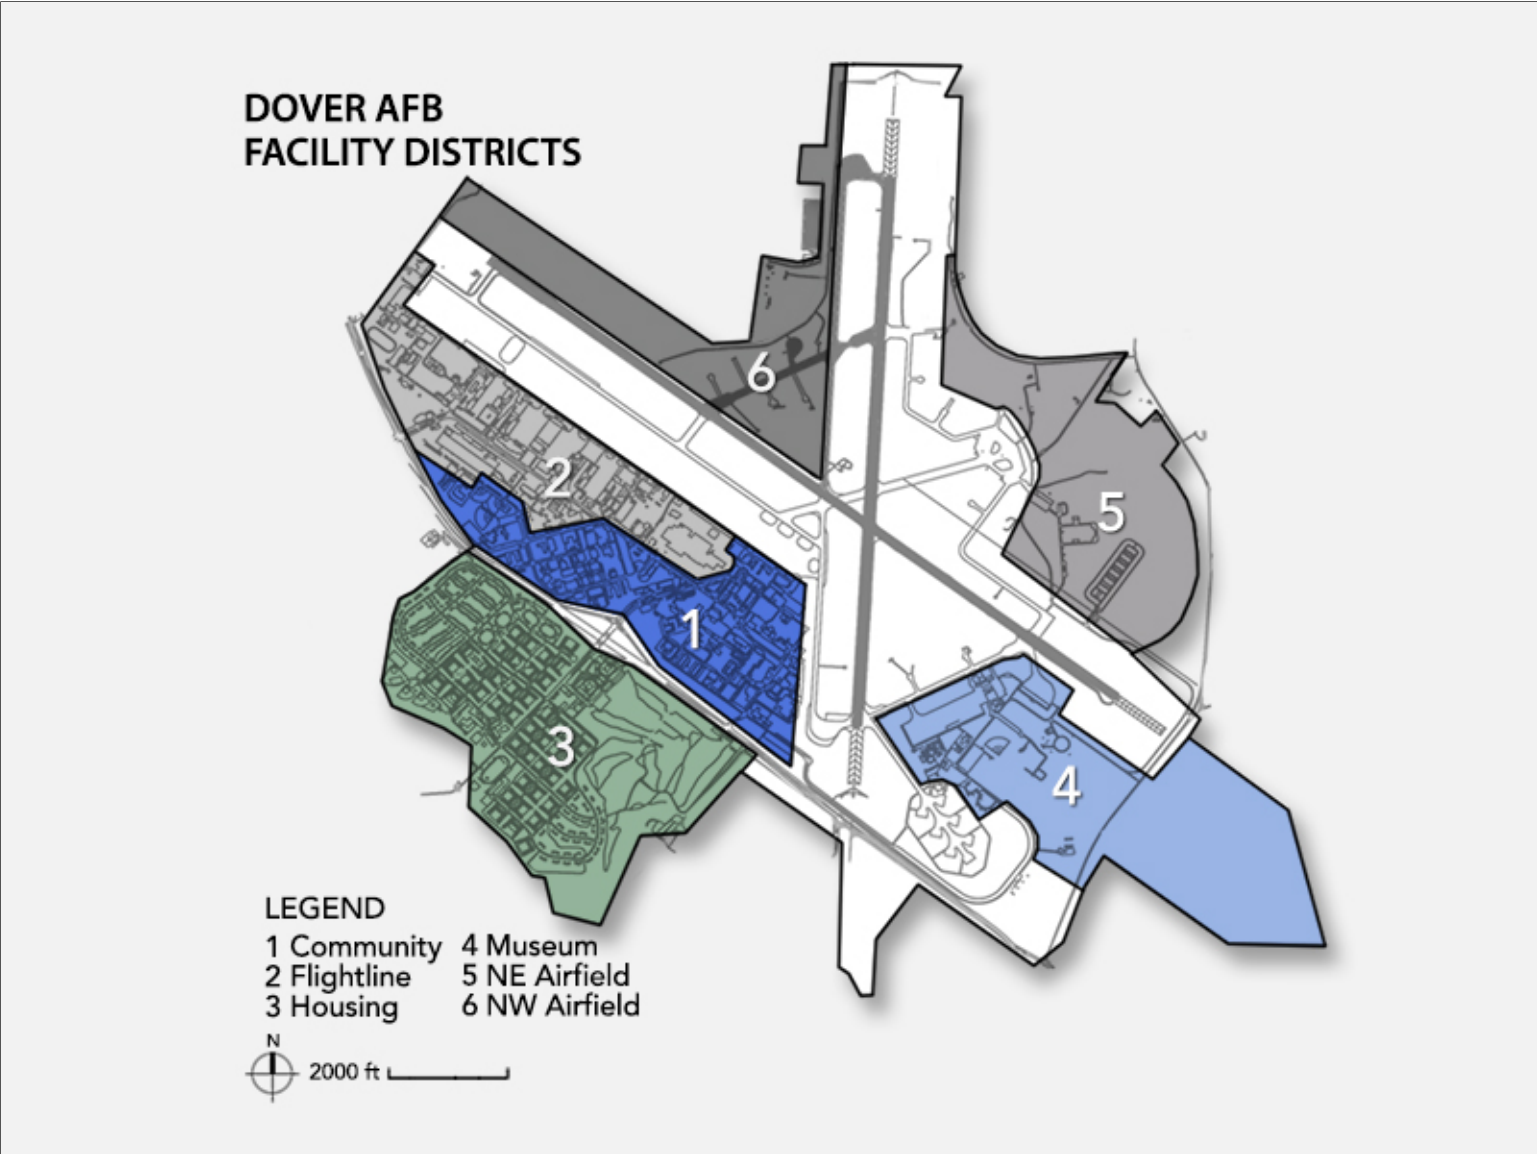 DOVER AFB
FACILITY DISTRICTS
6
2
5
1
3
4
LEGEND
1 Community
2 Flightline
3 Housing
4 Museum
5 NE Airfield
6 NW Airfield
N
2000 ft